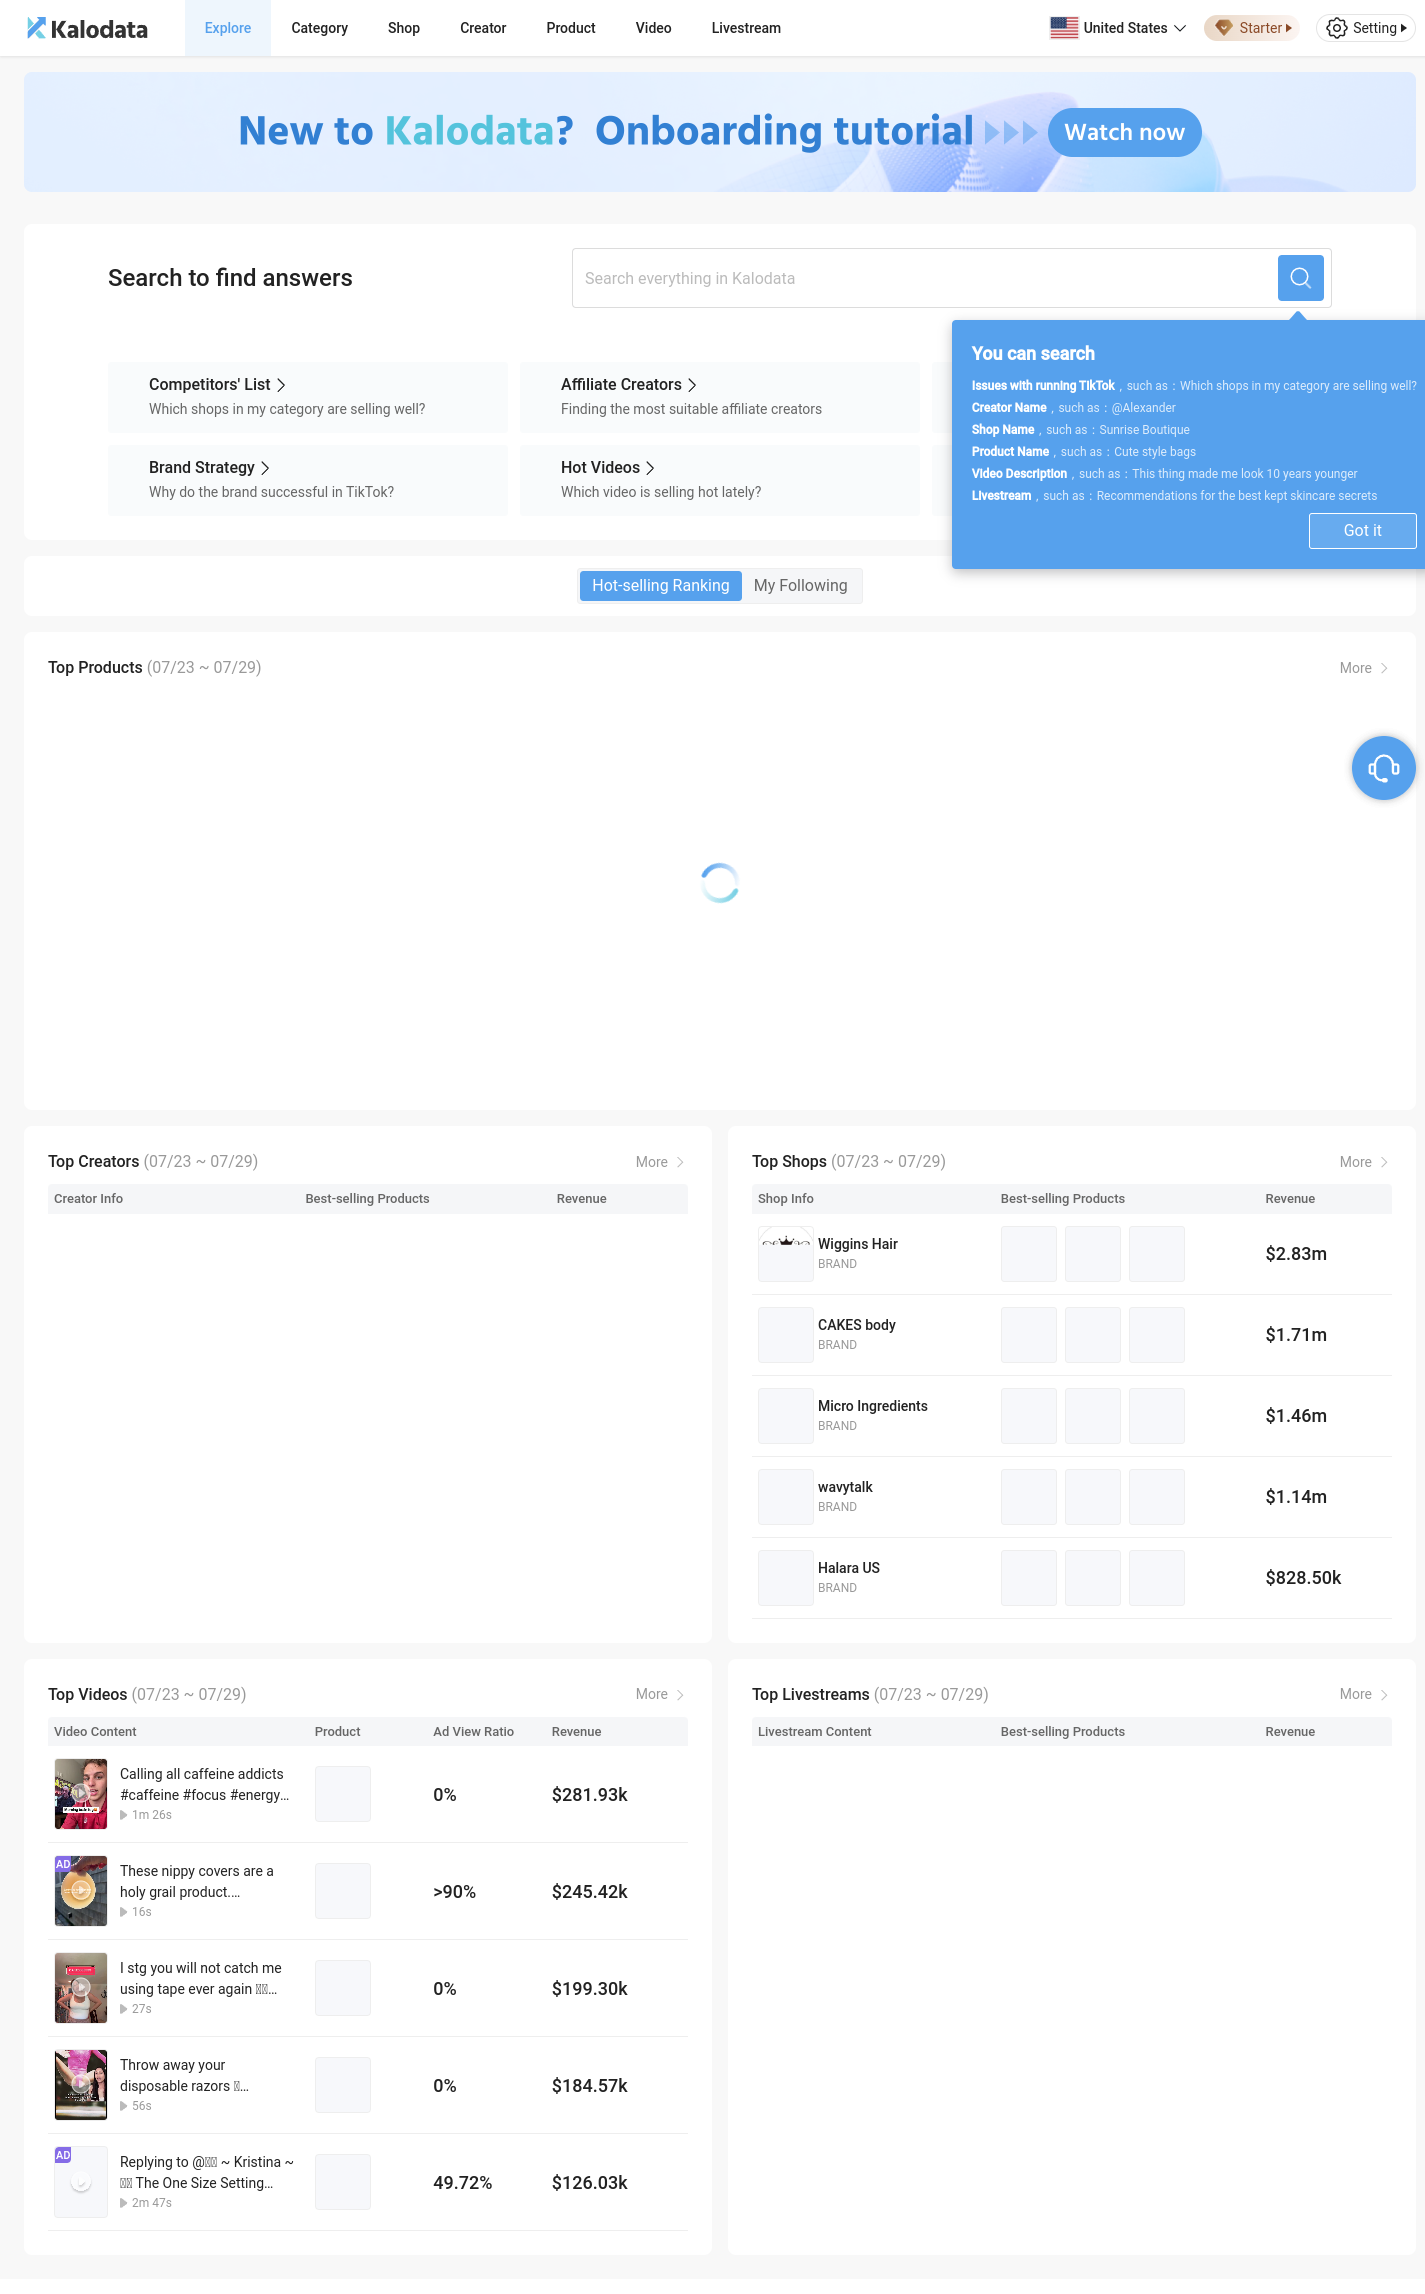 Kalodata
Explore
Category
Shop
Creator
Product
Video
Livestream
United States
Starter
Setting
New to Kalodata? Onboarding tutorial
Watch now
Search to find answers
Search everything in Kalodata
Competitors' List
Which shops in my category are selling well?
Affiliate Creators
Finding the most suitable affiliate creators
Brand Strategy
Why do the brand successful in TikTok?
Hot Videos
Which video is selling hot lately?
You can search
Issues with running TikTok , such as : Which shops in my category are selling well?
Creator Name , such as : @Alexander
Shop Name , such as : Sunrise Boutique
Product Name , such as : Cute style bags
Video Description , such as : This thing made me look 10 years younger
Livestream , such as : Recommendations for the best kept skincare secrets
Got it
Hot-selling Ranking
My Following
Top Products (07/23 ~ 07/29)
More
Top Creators (07/23 ~ 07/29)
More
Creator Info
Best-selling Products
Revenue
Top Shops (07/23 ~ 07/29)
More
Shop Info
Best-selling Products
Revenue
Wiggins Hair
BRAND
$2.83m
CAKES body
BRAND
$1.71m
Micro Ingredients
BRAND
$1.46m
wavytalk
BRAND
$1.14m
Halara US
BRAND
$828.50k
Top Videos (07/23 ~ 07/29)
More
Video Content
Product
Ad View Ratio
Revenue
Calling all caffeine addicts
#caffeine #focus #energy…
1m 26s
0%
$281.93k
AD
These nippy covers are a
holy grail product.…
16s
>90%
$245.42k
I stg you will not catch me
using tape ever again …
27s
0%
$199.30k
Throw away your
disposable razors …
56s
0%
$184.57k
AD
Replying to @ ~ Kristina ~
The One Size Setting…
2m 47s
49.72%
$126.03k
Top Livestreams (07/23 ~ 07/29)
More
Livestream Content
Best-selling Products
Revenue